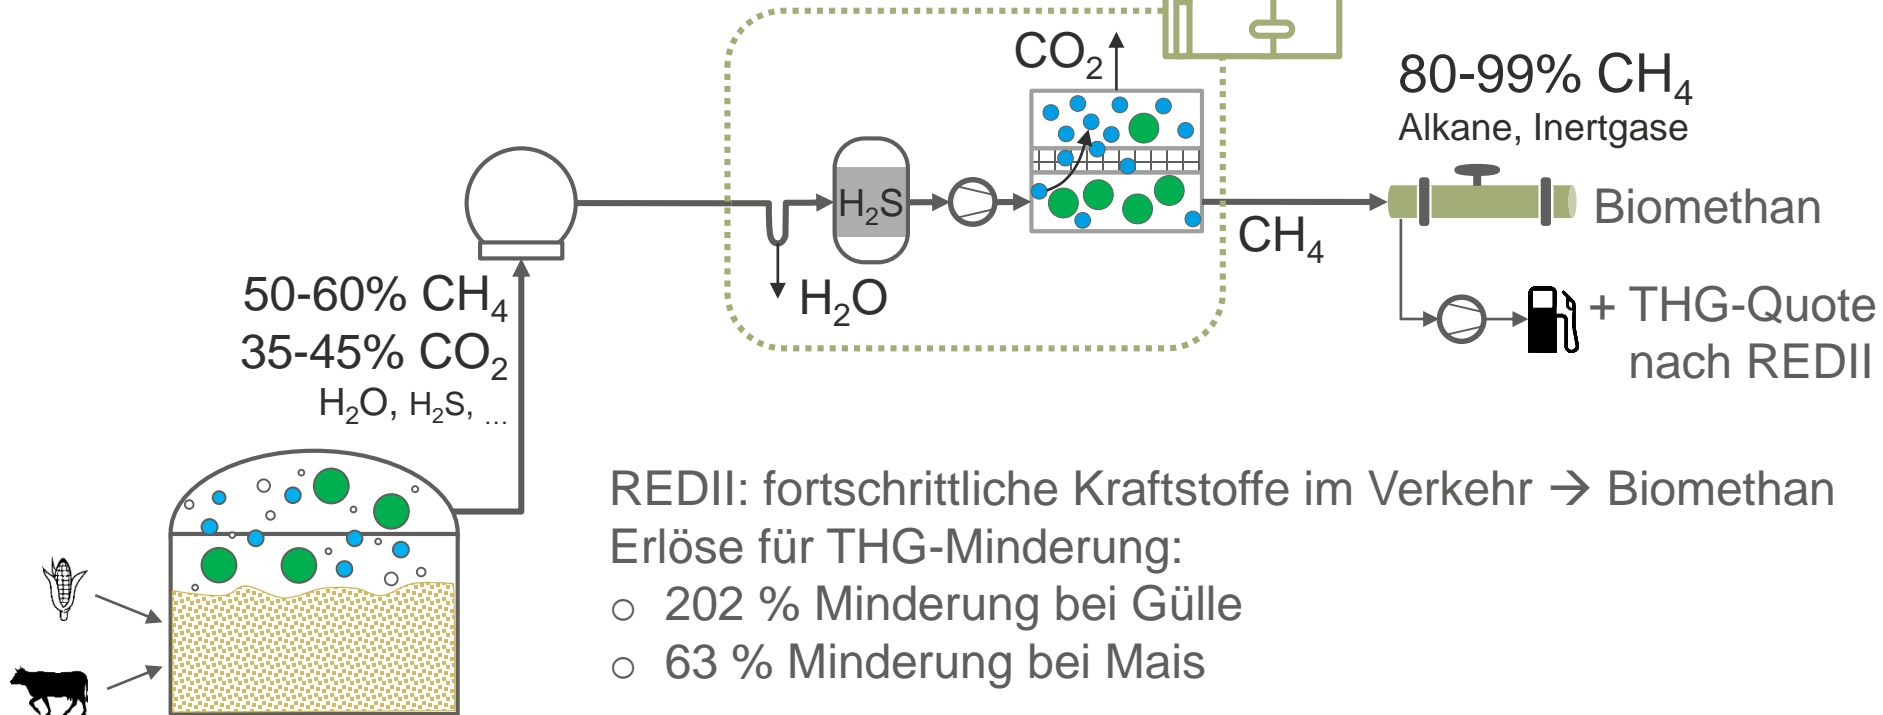 CO₂
80-99% CH₄
Alkane, Inertgase
H₂S
Biomethan
CH₄
H₂O
50-60% CH₄
35-45% CO₂
H₂O, H₂S, ...
+ THG-Quote
nach REDII
REDII: fortschrittliche Kraftstoffe im Verkehr → Biomethan
Erlöse für THG-Minderung:
○ 202 % Minderung bei Gülle
○ 63 % Minderung bei Mais